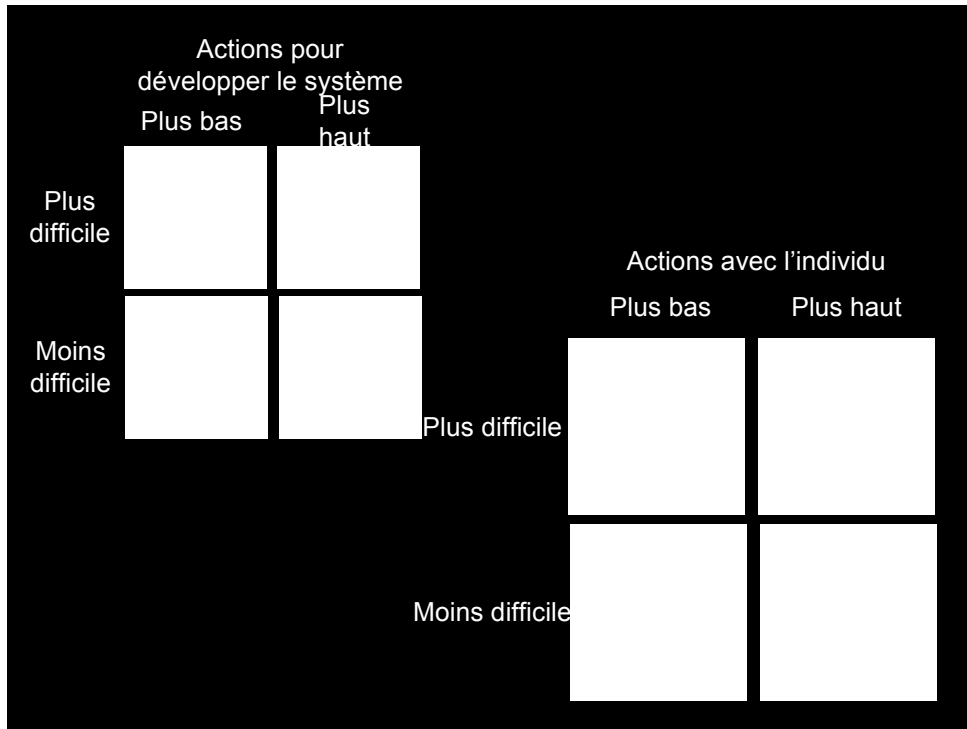 Actions pour
développer le système
Plus bas
Plus
haut
Plus
difficile
Moins
difficile
Actions avec l'individu
Plus bas
Plus haut
Plus difficile
Moins difficile